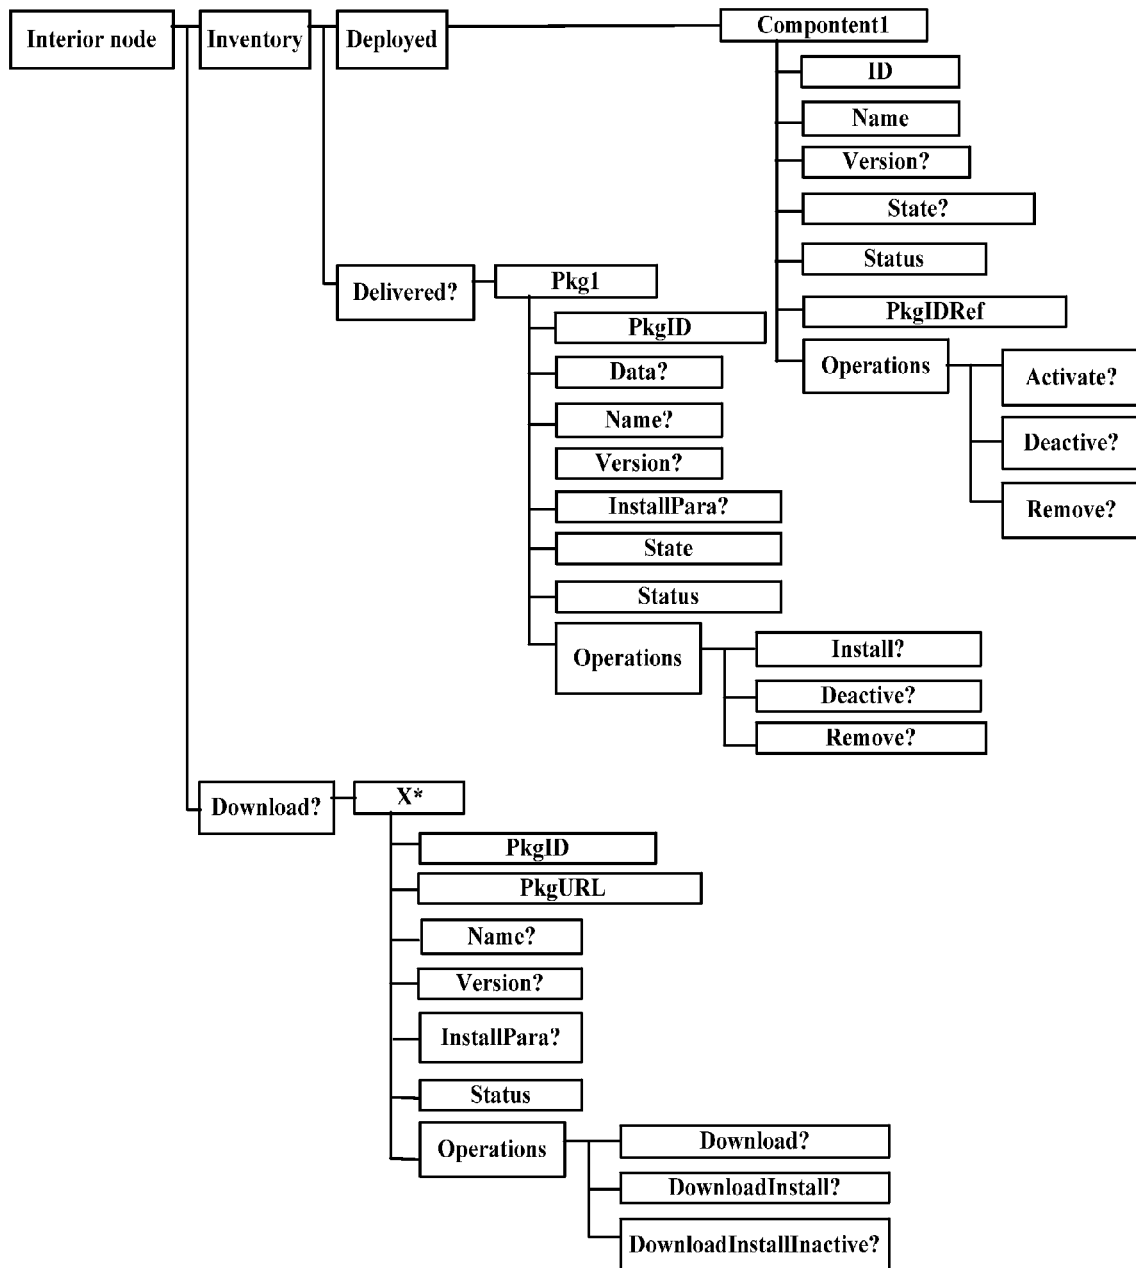 Interior node
Inventory
Deployed
Compontent1
ID
Name
Version?
State?
Status
PkgIDRef
Operations
Activate?
Deactive?
Remove?
Delivered?
Pkg1
PkgID
Data?
Name?
Version?
InstallPara?
State
Status
Operations
Install?
Deactive?
Remove?
Download?
X*
PkgID
PkgURL
Name?
Version?
InstallPara?
Status
Operations
Download?
DownloadInstall?
DownloadInstallInactive?